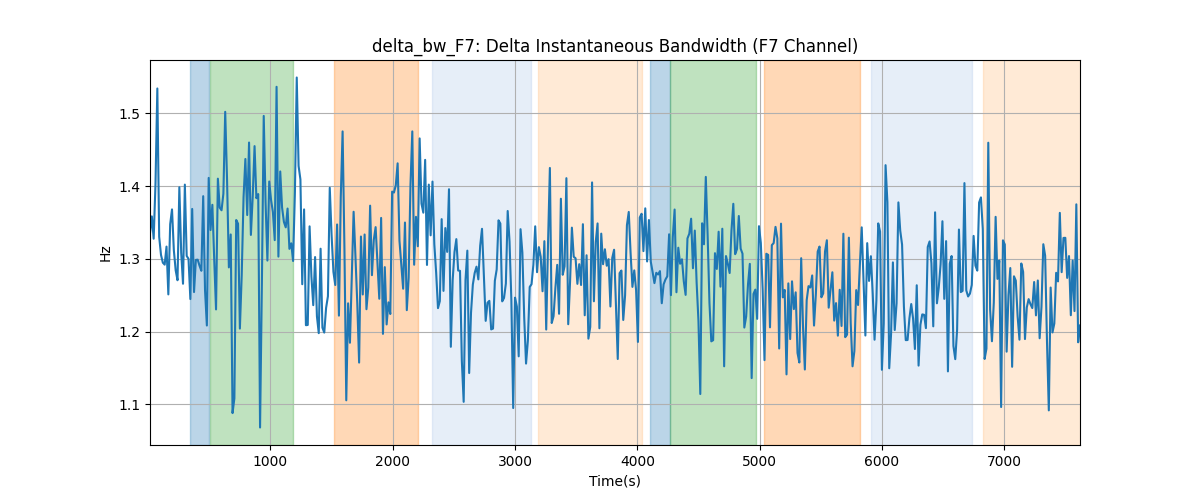 delta_bw_F7: Delta Instantaneous Bandwidth (F7 Channel)
1.5
1.4
1.3
1.2
1.1
Hz
1000 2000 3000 4000 5000 6000 7000
Time(s)